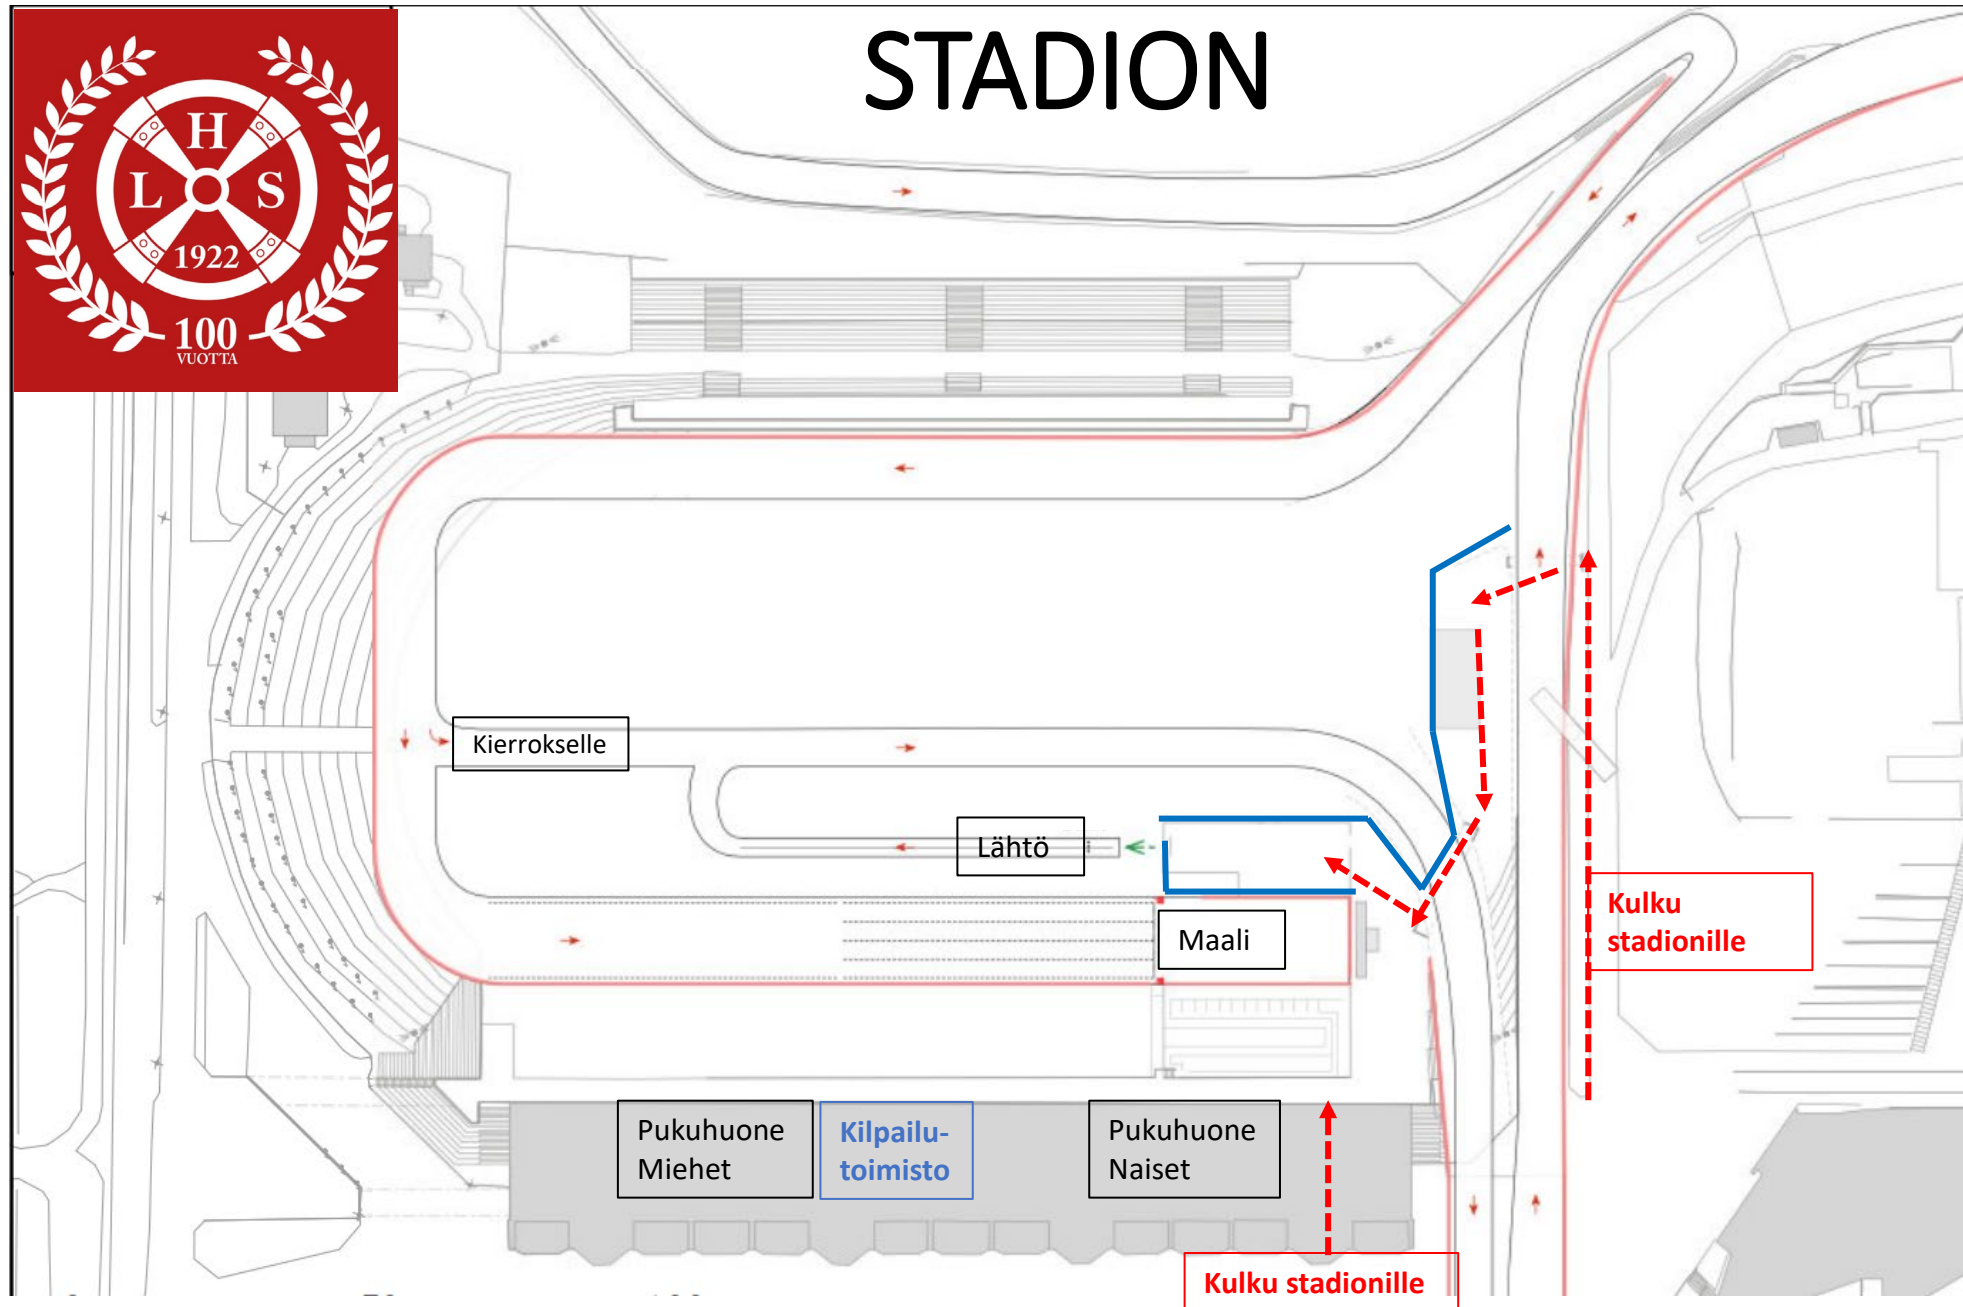 STADION
H
L S
1922
100
VUOTTA
Kierrokselle
Lähtö
Maali
Kulku
stadionille
Pukuhuone
Miehet
Kilpailu-
toimisto
Pukuhuone
Naiset
Kulku stadionille